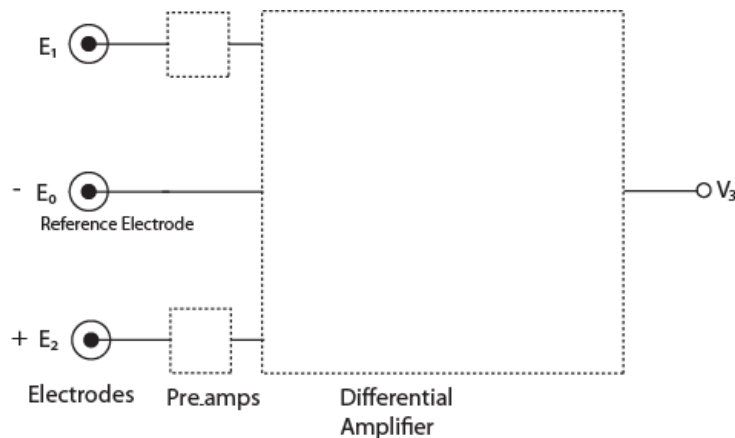 E₁
- E₀
Reference Electrode
V₃
+ E₂
Electrodes
Pre-amps
Differential
Amplifier